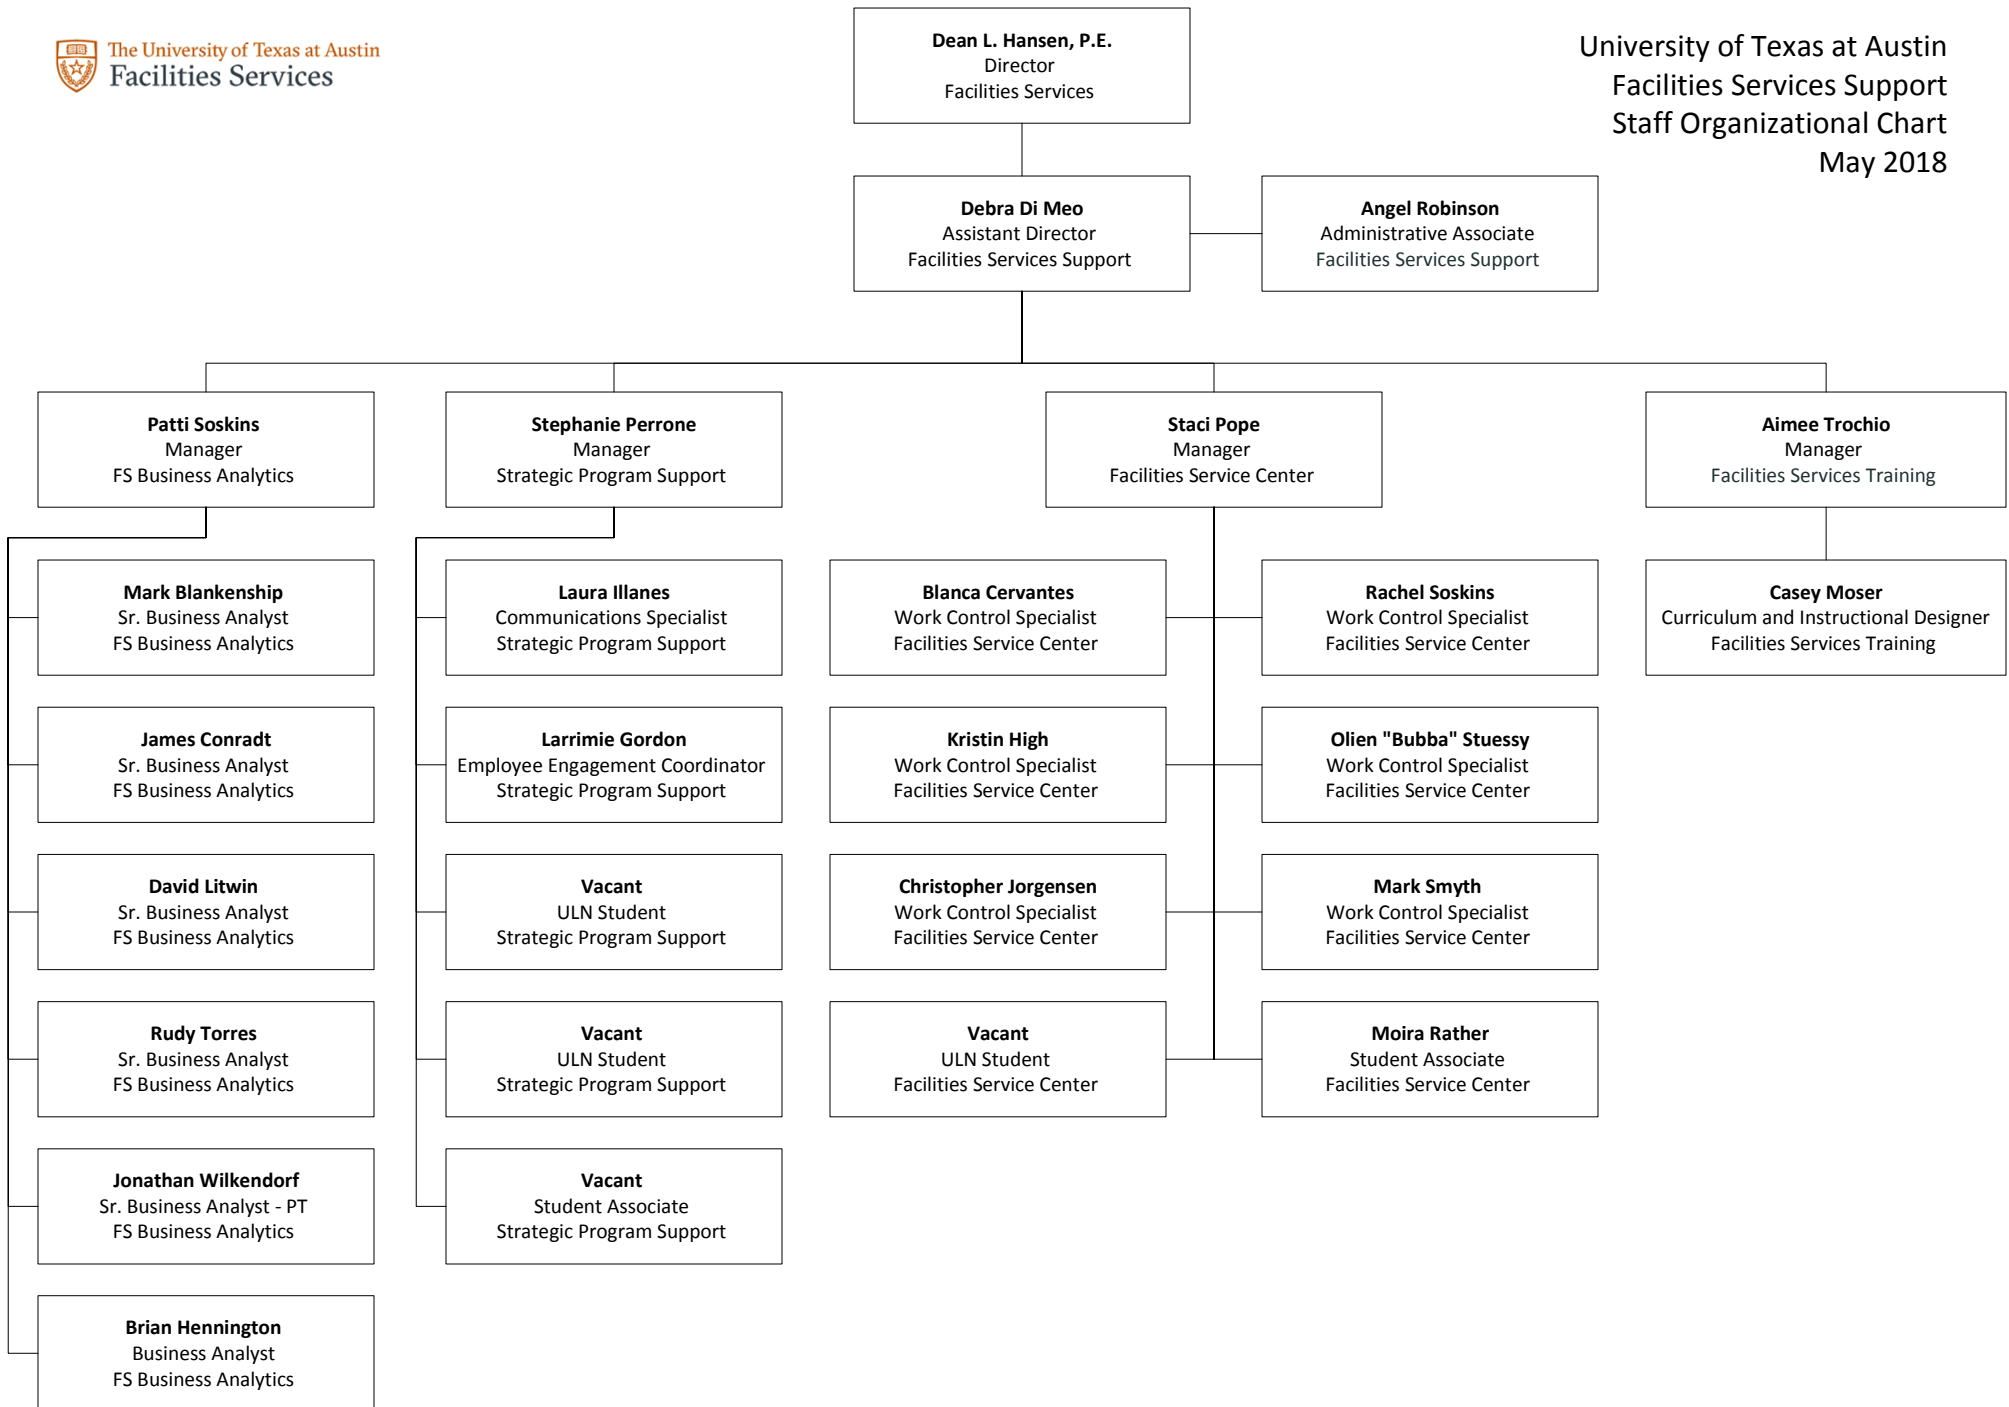 The University of Texas at Austin
Facilities Services
University of Texas at Austin
Facilities Services Support
Staff Organizational Chart
May 2018
Dean L. Hansen, P.E.
Director
Facilities Services
Debra Di Meo
Assistant Director
Facilities Services Support
Angel Robinson
Administrative Associate
Facilities Services Support
Patti Soskins
Manager
FS Business Analytics
Stephanie Perrone
Manager
Strategic Program Support
Staci Pope
Manager
Facilities Service Center
Aimee Trochio
Manager
Facilities Services Training
Mark Blankenship
Sr. Business Analyst
FS Business Analytics
James Conradt
Sr. Business Analyst
FS Business Analytics
David Litwin
Sr. Business Analyst
FS Business Analytics
Rudy Torres
Sr. Business Analyst
FS Business Analytics
Jonathan Wilkendorf
Sr. Business Analyst - PT
FS Business Analytics
Brian Hennington
Business Analyst
FS Business Analytics
Laura Illanes
Communications Specialist
Strategic Program Support
Larrimie Gordon
Employee Engagement Coordinator
Strategic Program Support
Vacant
ULN Student
Strategic Program Support
Vacant
ULN Student
Strategic Program Support
Vacant
Student Associate
Strategic Program Support
Blanca Cervantes
Work Control Specialist
Facilities Service Center
Kristin High
Work Control Specialist
Facilities Service Center
Christopher Jorgensen
Work Control Specialist
Facilities Service Center
Vacant
ULN Student
Facilities Service Center
Rachel Soskins
Work Control Specialist
Facilities Service Center
Olien "Bubba" Stuessy
Work Control Specialist
Facilities Service Center
Mark Smyth
Work Control Specialist
Facilities Service Center
Moira Rather
Student Associate
Facilities Service Center
Casey Moser
Curriculum and Instructional Designer
Facilities Services Training